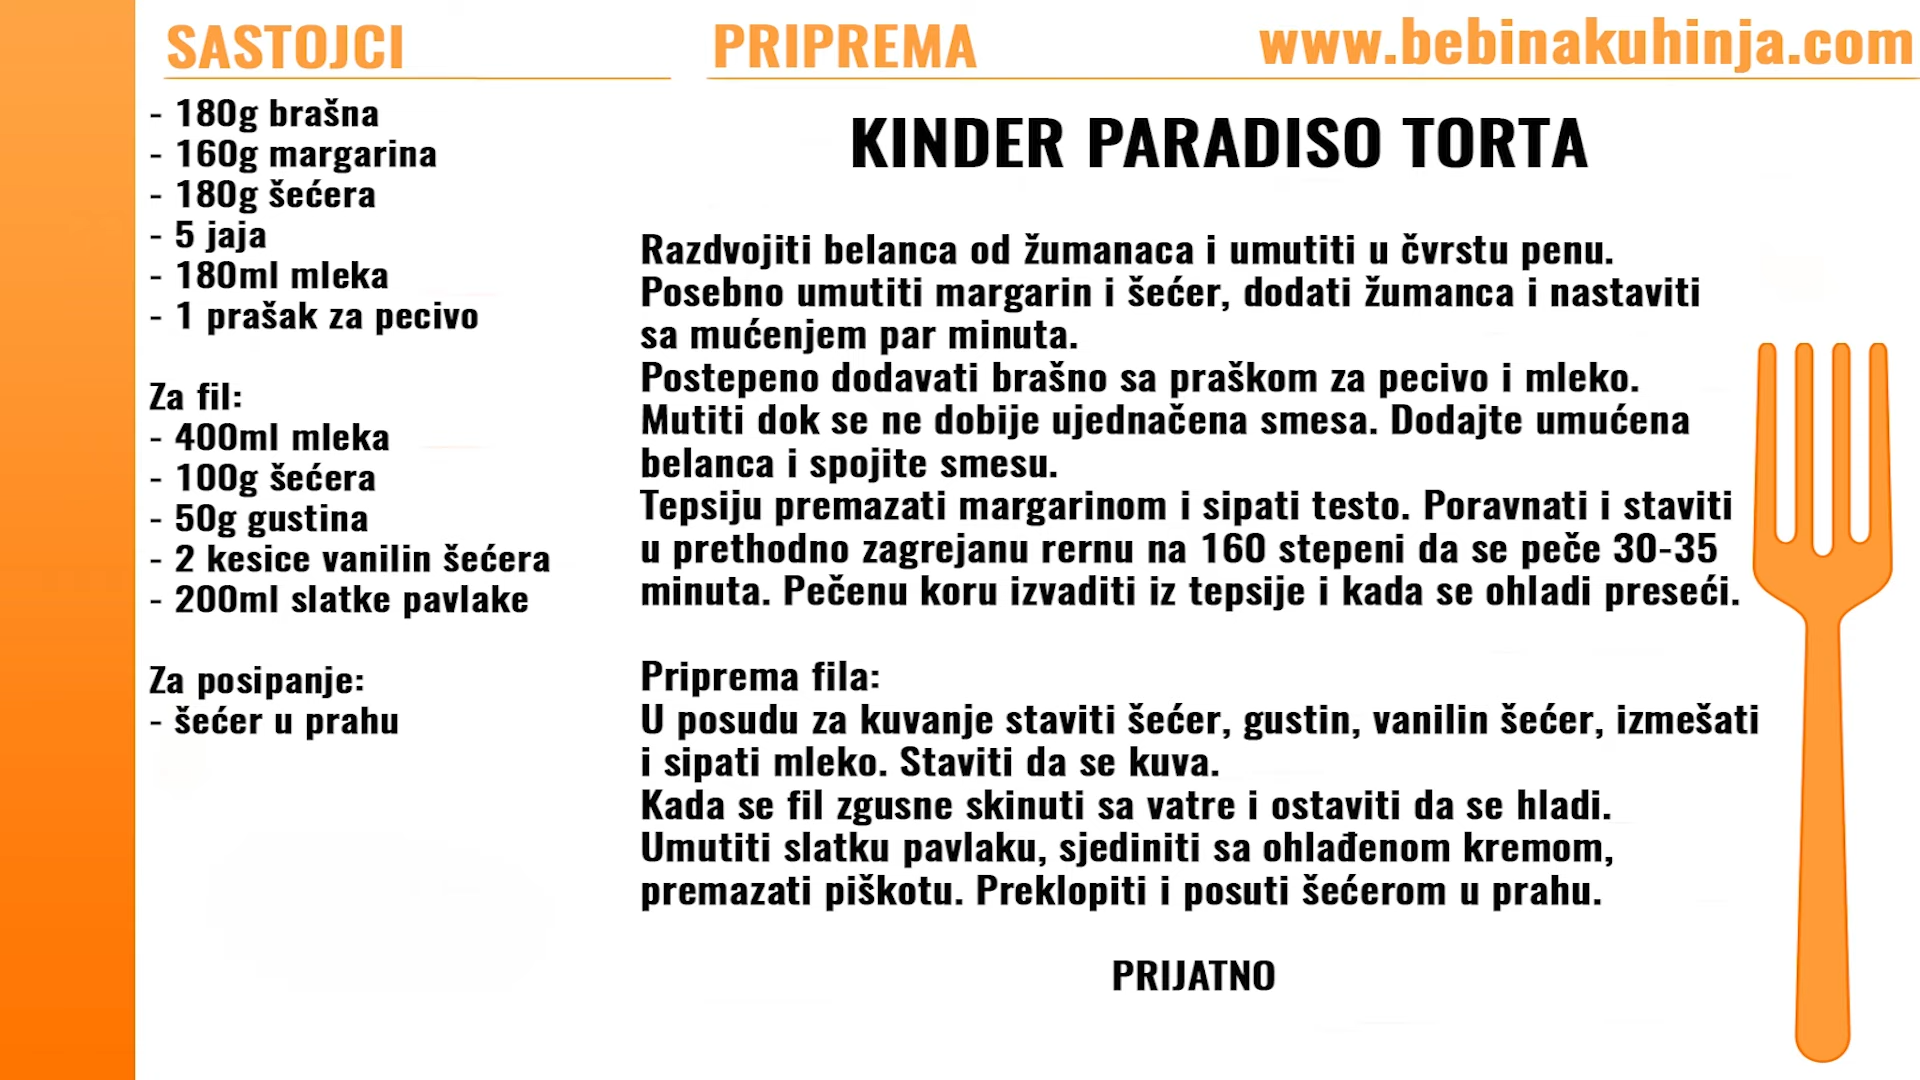 SASTOJCI
- 180g brašna
- 160g margarina
- 180g šećera
- 5 jaja
- 180ml mleka
- 1 prašak za pecivo
Za fil:
- 400ml mleka
- 100g šećera
- 50g gustina
- 2 kesice vanilin šećera
- 200ml slatke pavlake
Za posipanje:
- šećer u prahu
PRIPREMA
www.bebinakuhinja.com
KINDER PARADISO TORTA
Razdvojiti belanca od žumanaca i umutiti u čvrstu penu.
Posebno umutiti margarin i šećer, dodati žumanca i nastaviti
sa mućenjem par minuta.
Postepeno dodavati brašno sa praškom za pecivo i mleko.
Mutiti dok se ne dobije ujednačena smesa. Dodajte umućena
belanca i spojite smesu.
Tepsiju premazati margarinom i sipati testo. Poravnati i staviti
u prethodno zagrejanu rernu na 160 stepeni da se peče 30-35
minuta. Pečenu koru izvaditi iz tepsije i kada se ohladi preseći.
Priprema fila:
U posudu za kuvanje staviti šećer, gustin, vanilin šećer, izmešati
i sipati mleko. Staviti da se kuva.
Kada se fil zgusne skinuti sa vatre i ostaviti da se hladi.
Umutiti slatku pavlaku, sjediniti sa ohlađenom kremom,
premazati piškotu. Preklopiti i posuti šećerom u prahu.
PRIJATNO